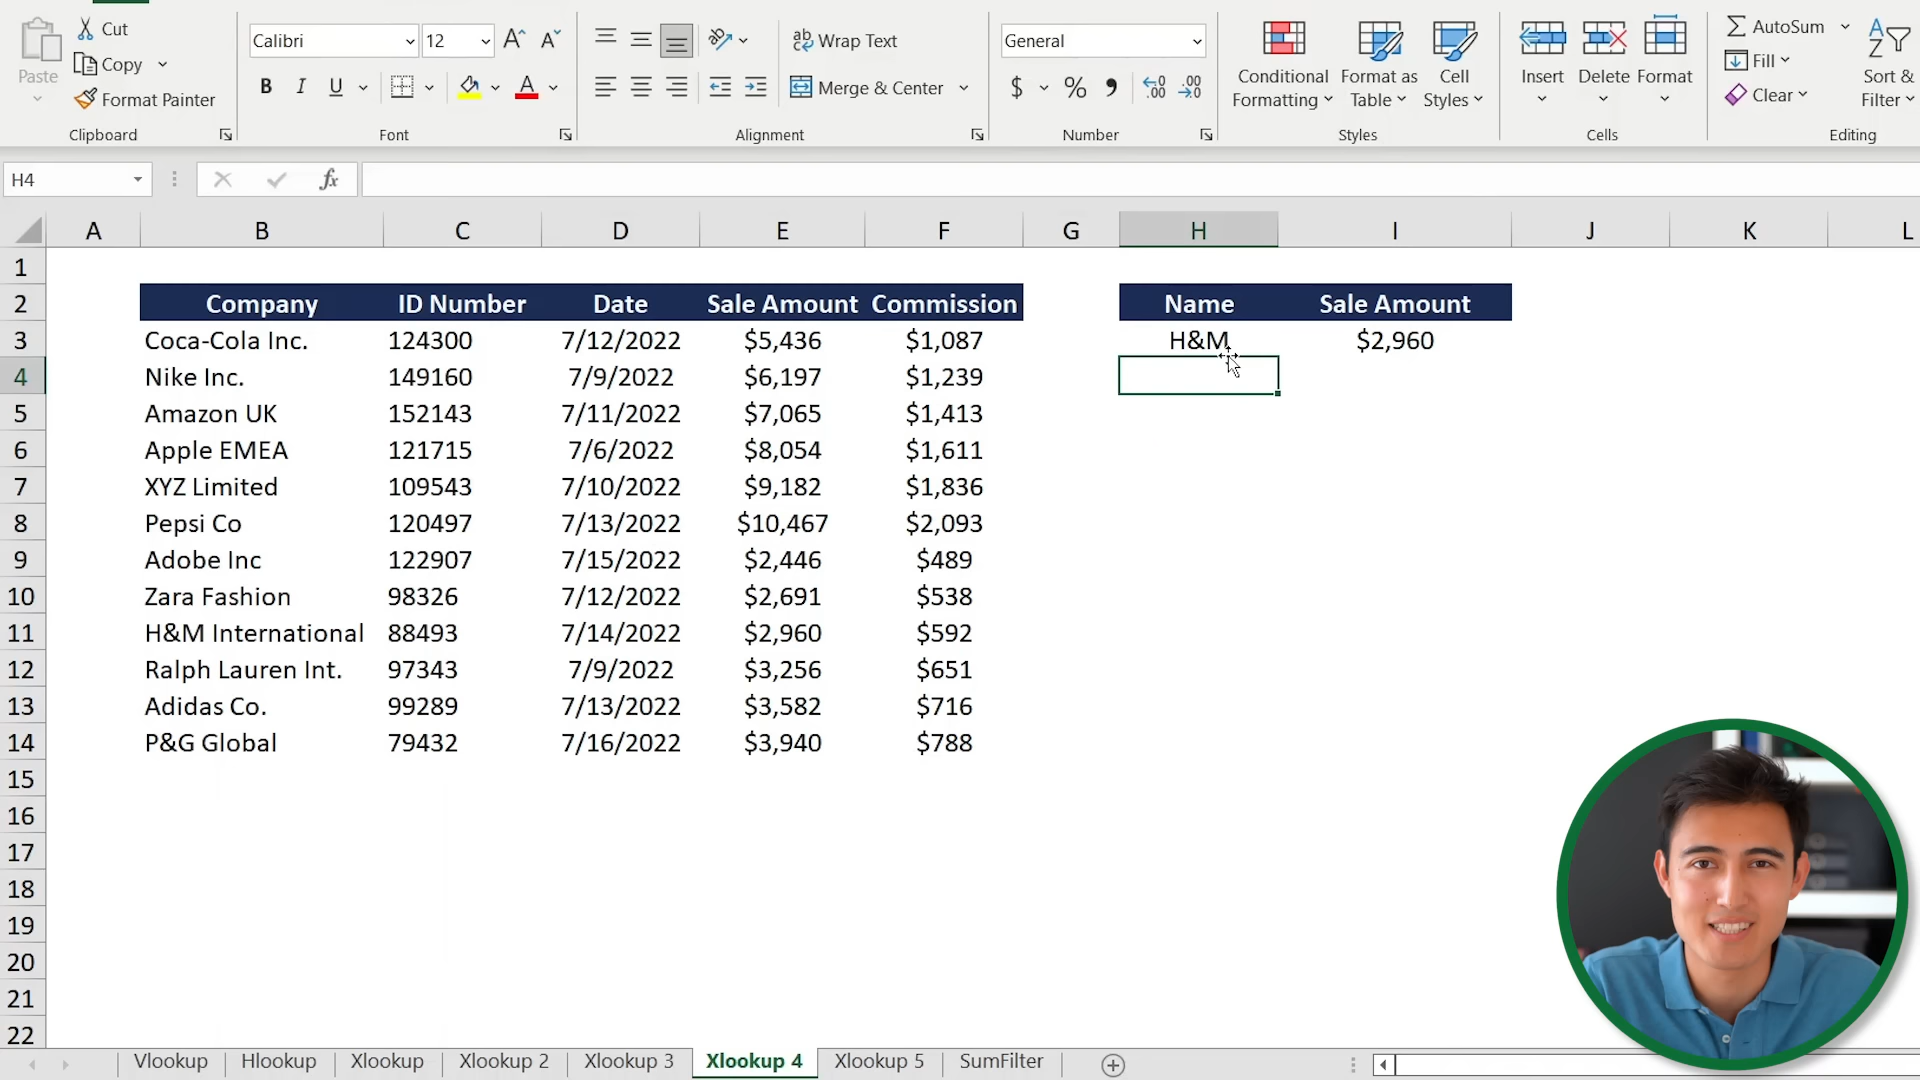 Paste
Cut
Copy
Format Painter
Clipboard
Calibri
12
A A
B I U
A
Font
ab Wrap Text
Merge & Center
Alignment
General
$ % ,
.00
.00
Number
Conditional Formatting
Format as Table
Cell Styles
Styles
Insert
Delete
Format
Cells
AutoSum
Fill
Clear
Sort & Filter
Editing
H4
fx
A B C D E F G H I J K L
1
2 Company ID Number Date Sale Amount Commission Name Sale Amount
3 Coca-Cola Inc. 124300 7/12/2022 $5,436 $1,087 H&M $2,960
4 Nike Inc. 149160 7/9/2022 $6,197 $1,239
5 Amazon UK 152143 7/11/2022 $7,065 $1,413
6 Apple EMEA 121715 7/6/2022 $8,054 $1,611
7 XYZ Limited 109543 7/10/2022 $9,182 $1,836
8 Pepsi Co 120497 7/13/2022 $10,467 $2,093
9 Adobe Inc 122907 7/15/2022 $2,446 $489
10 Zara Fashion 98326 7/12/2022 $2,691 $538
11 H&M International 88493 7/14/2022 $2,960 $592
12 Ralph Lauren Int. 97343 7/9/2022 $3,256 $651
13 Adidas Co. 99289 7/13/2022 $3,582 $716
14 P&G Global 79432 7/16/2022 $3,940 $788
15
16
17
18
19
20
21
22
Vlookup Hlookup Xlookup Xlookup 2 Xlookup 3 Xlookup 4 Xlookup 5 SumFilter